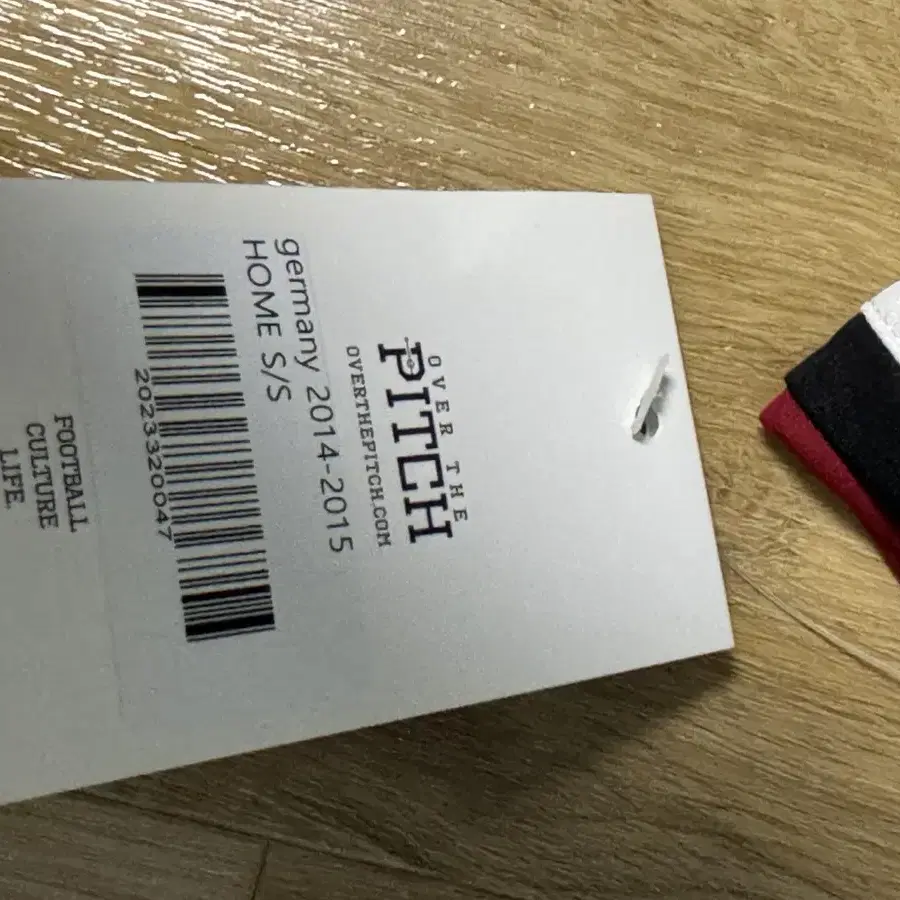 OVER THE
PITCH
OVERTHEPITCH.COM
germany 2014-2015
HOME S/S
2023320047
FOOTBALL
CULTURE
LIFE.